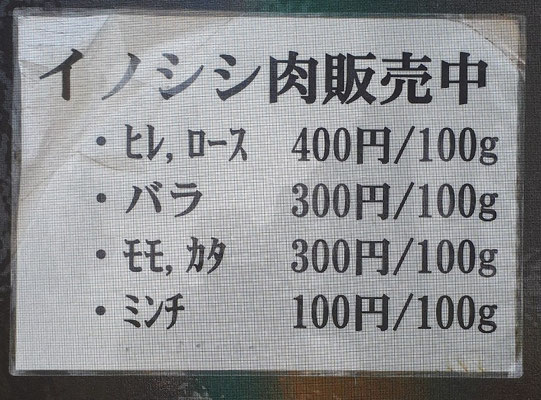 イノシシ肉販売中
・ﾋﾚ, ﾛｰｽ 400円/100g
・バラ 300円/100g
・ﾓﾓ, ｶﾀ 300円/100g
・ﾐﾝﾁ 100円/100g